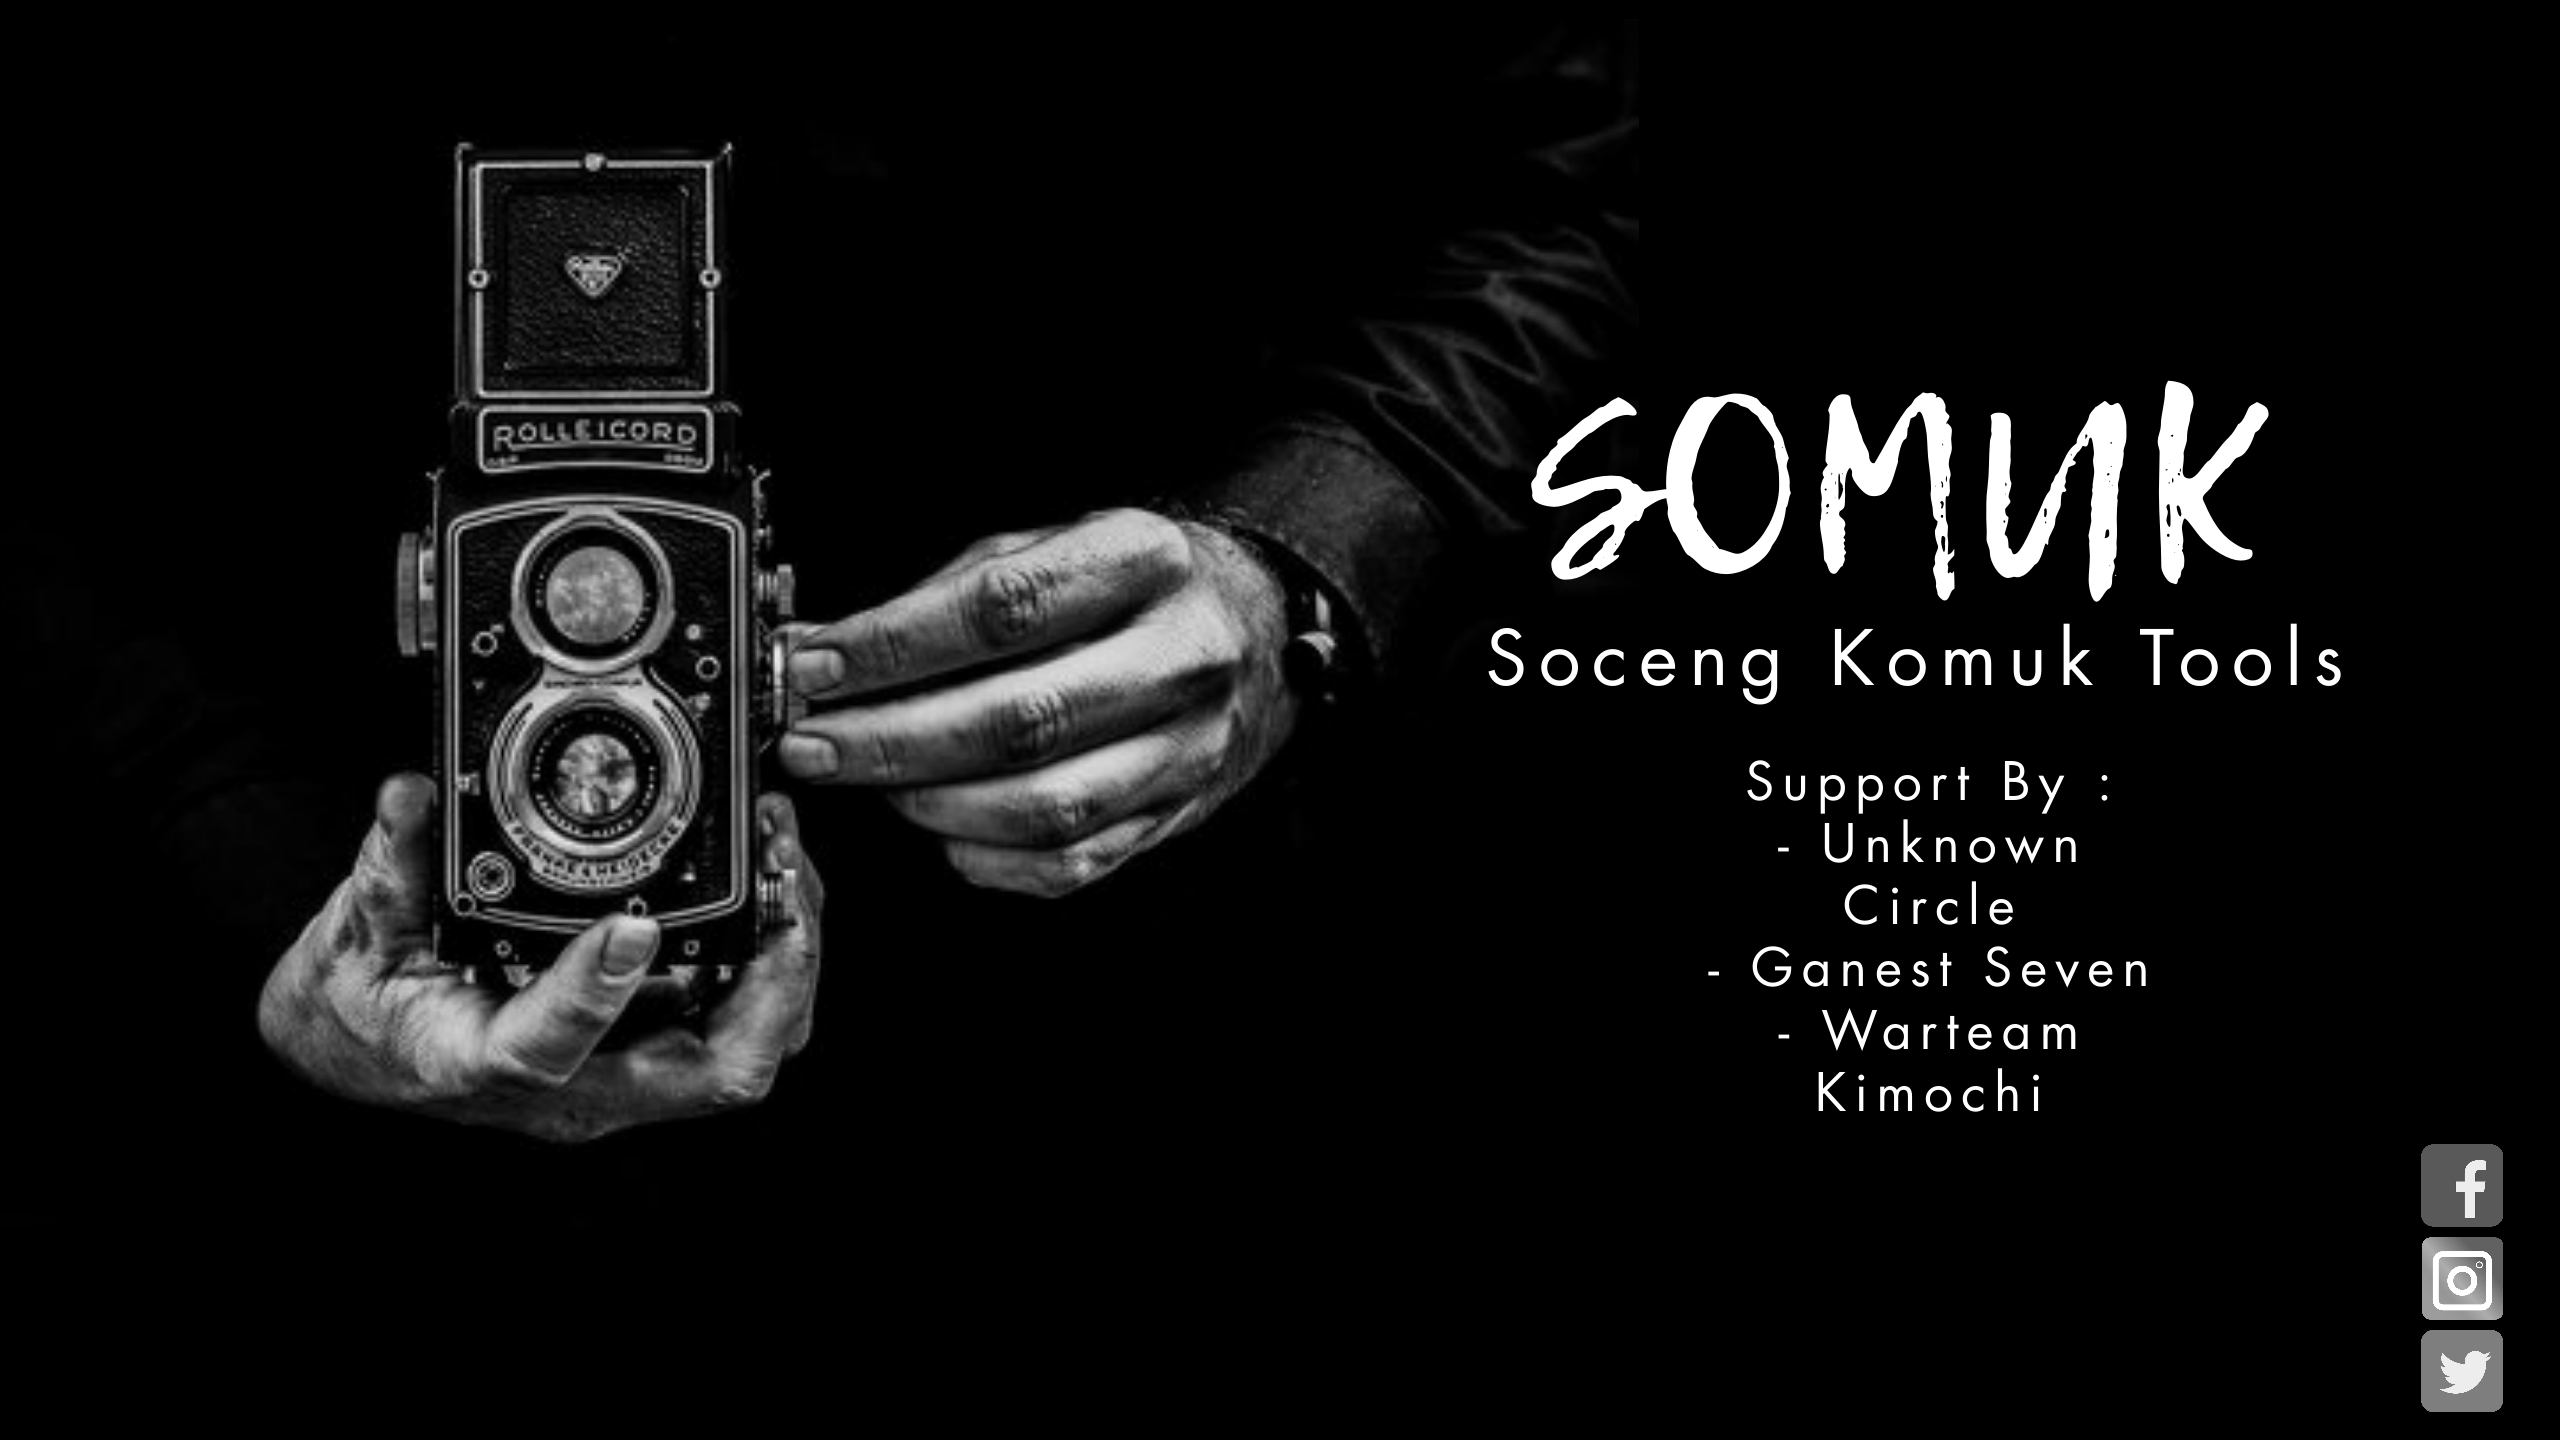 ROLLEICORD
SOMUK
Soceng Komuk Tools
Support By :
- Unknown
Circle
- Ganest Seven
- Warteam
Kimochi